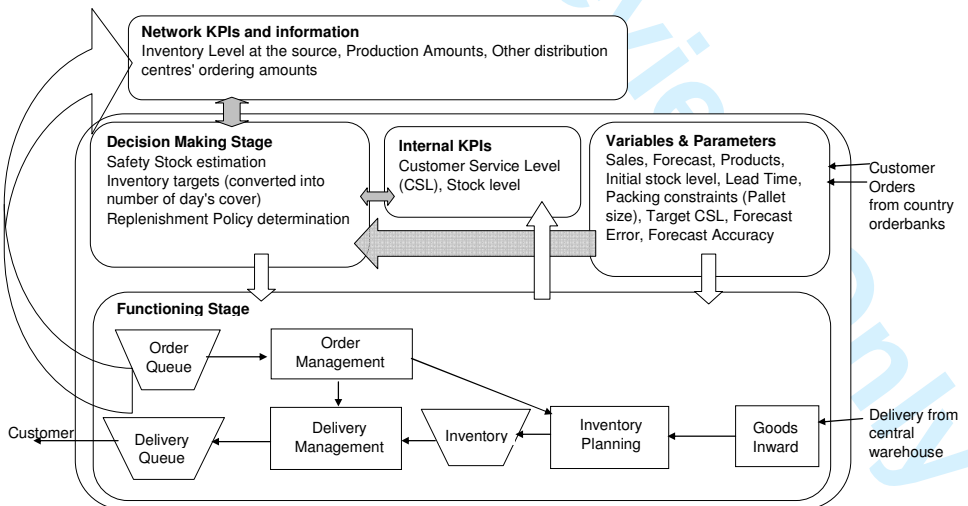 Network KPIs and information
Inventory Level at the source, Production Amounts, Other distribution
centres' ordering amounts
Decision Making Stage
Safety Stock estimation
Inventory targets (converted into
number of day's cover)
Replenishment Policy determination
Internal KPIs
Customer Service Level
(CSL), Stock level
Variables & Parameters
Sales, Forecast, Products,
Initial stock level, Lead Time,
Packing constraints (Pallet
size), Target CSL, Forecast
Error, Forecast Accuracy
Customer
Orders
from country
orderbanks
Functioning Stage
Order
Queue
Order
Management
Customer
Delivery
Queue
Delivery
Management
Inventory
Inventory
Planning
Goods
Inward
Delivery from
central
warehouse
only